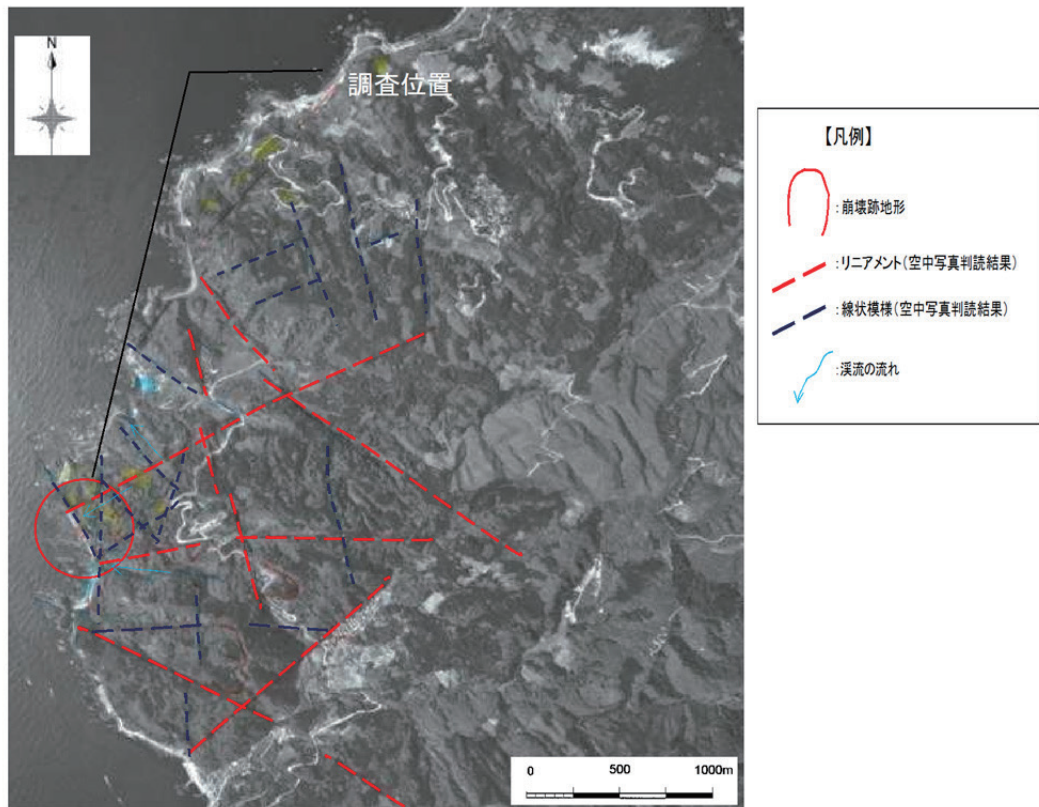 N
調査位置
【凡例】
:崩壊跡地形
:リニアメント(空中写真判読結果)
:線状模様(空中写真判読結果)
:渓流の流れ
0 500 1000m